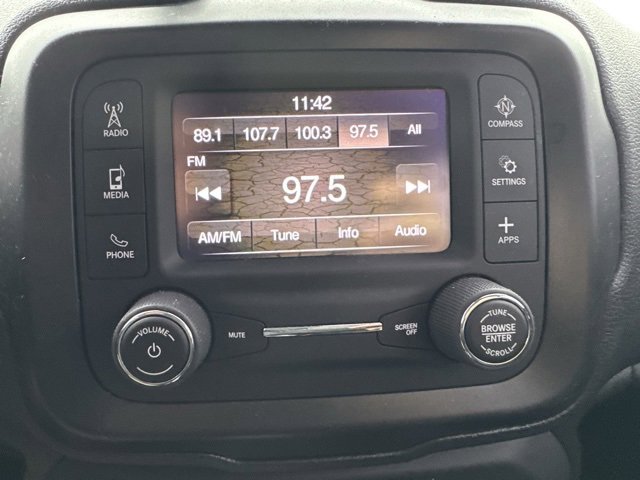 11:42
89.1 107.7 100.3 97.5 All
FM
97.5
AM/FM Tune Info Audio
RADIO
MEDIA
PHONE
N
COMPASS
SETTINGS
APPS
VOLUME
MUTE
SCREEN
OFF
TUNE
BROWSE
ENTER
SCROLL